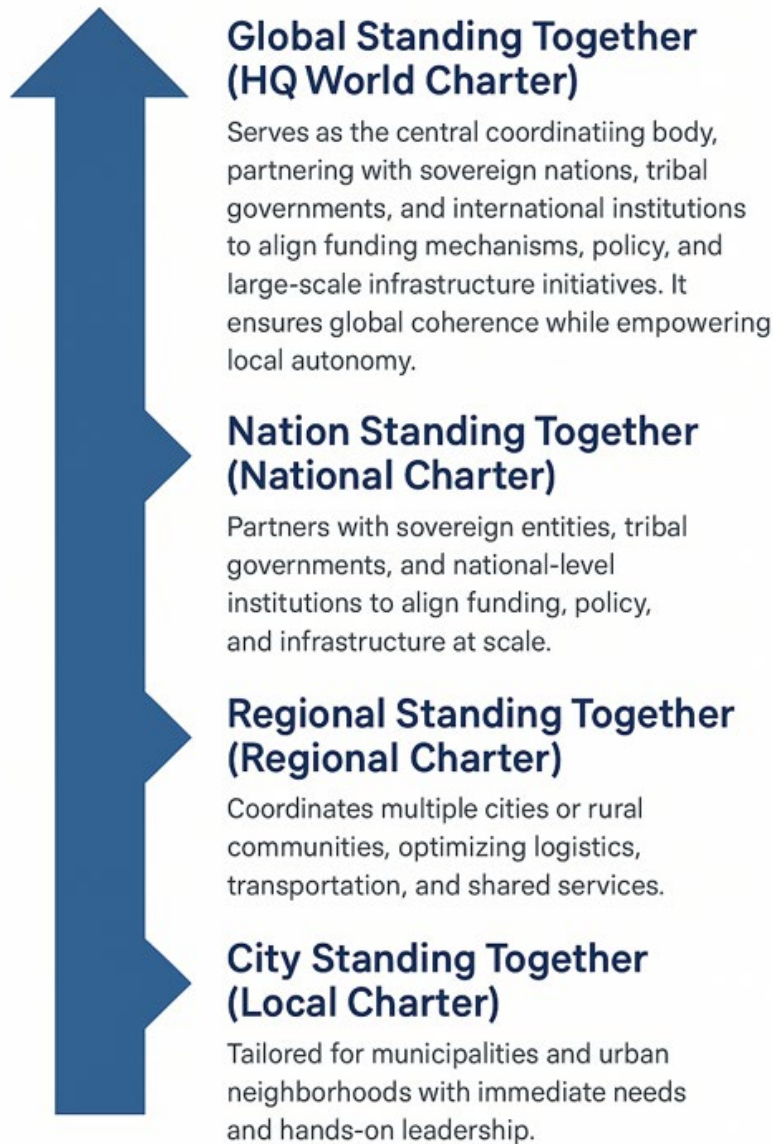 Global Standing Together
(HQ World Charter)
Serves as the central coordinatiing body,
partnering with sovereign nations, tribal
governments, and international institutions
to align funding mechanisms, policy, and
large-scale infrastructure initiatives. It
ensures global coherence while empowering
local autonomy.
Nation Standing Together
(National Charter)
Partners with sovereign entities, tribal
governments, and national-level
institutions to align funding, policy,
and infrastructure at scale.
Regional Standing Together
(Regional Charter)
Coordinates multiple cities or rural
communities, optimizing logistics,
transportation, and shared services.
City Standing Together
(Local Charter)
Tailored for municipalities and urban
neighborhoods with immediate needs
and hands-on leadership.